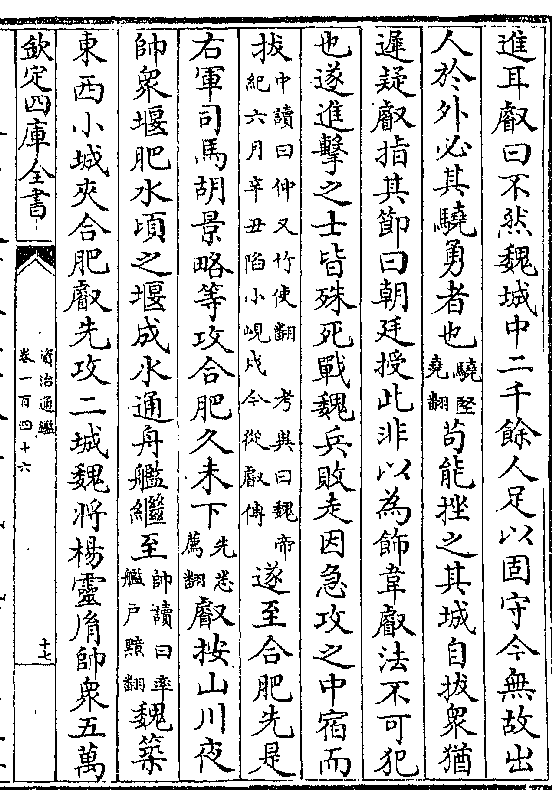 進耳叡曰不然魏城中二千餘人足以固守今無故出
人於外必其驍勇者也驍堅堯翻苟能挫之其城自拔衆猶
遲疑叡指其節曰朝廷授此非以為飾韋叡法不可犯
也遂進擊之士皆殊死戰魏兵敗走因急攻之中宿而
拔中讀曰仲又竹使翻考異曰魏帝紀六月辛丑陷小峴戍今從叡傳遂至合肥先是
右軍司馬胡景略等攻合肥久未下先悉薦翻叡按山川夜
帥衆堰肥水頃之堰成水通舟艦繼至帥讀曰率艦戶黯翻魏築
東西小城夾合肥叡先攻二城魏將楊靈胤帥衆五萬
欽定四庫全書
資治通鑑
卷一百四十六
十七